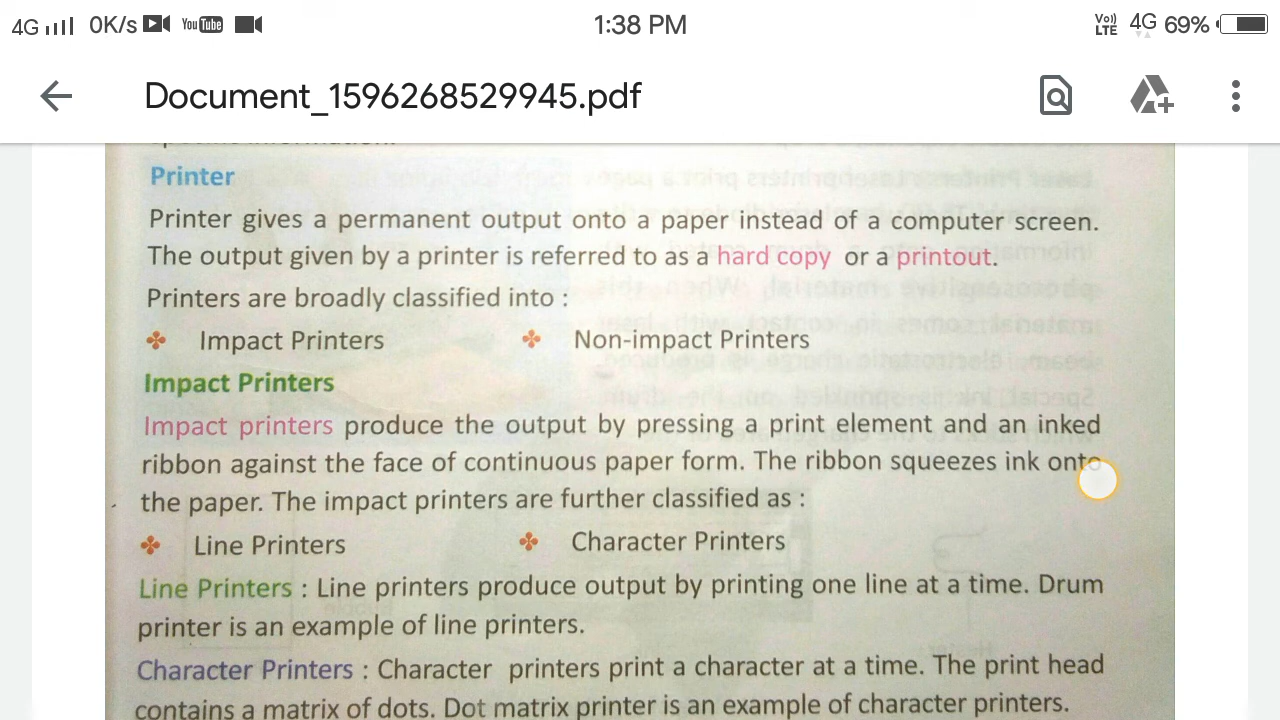 4G 0K/s YouTube 1:38 PM Vo) LTE 4G 69%
Document_1596268529945.pdf
Printer
Printer gives a permanent output onto a paper instead of a computer screen.
The output given by a printer is referred to as a hard copy or a printout.
Printers are broadly classified into :
Impact Printers Non-impact Printers
Impact Printers
Impact printers produce the output by pressing a print element and an inked
ribbon against the face of continuous paper form. The ribbon squeezes ink onto
the paper. The impact printers are further classified as :
Line Printers Character Printers
Line Printers : Line printers produce output by printing one line at a time. Drum
printer is an example of line printers.
Character Printers : Character printers print a character at a time. The print head
contains a matrix of dots. Dot matrix printer is an example of character printers.